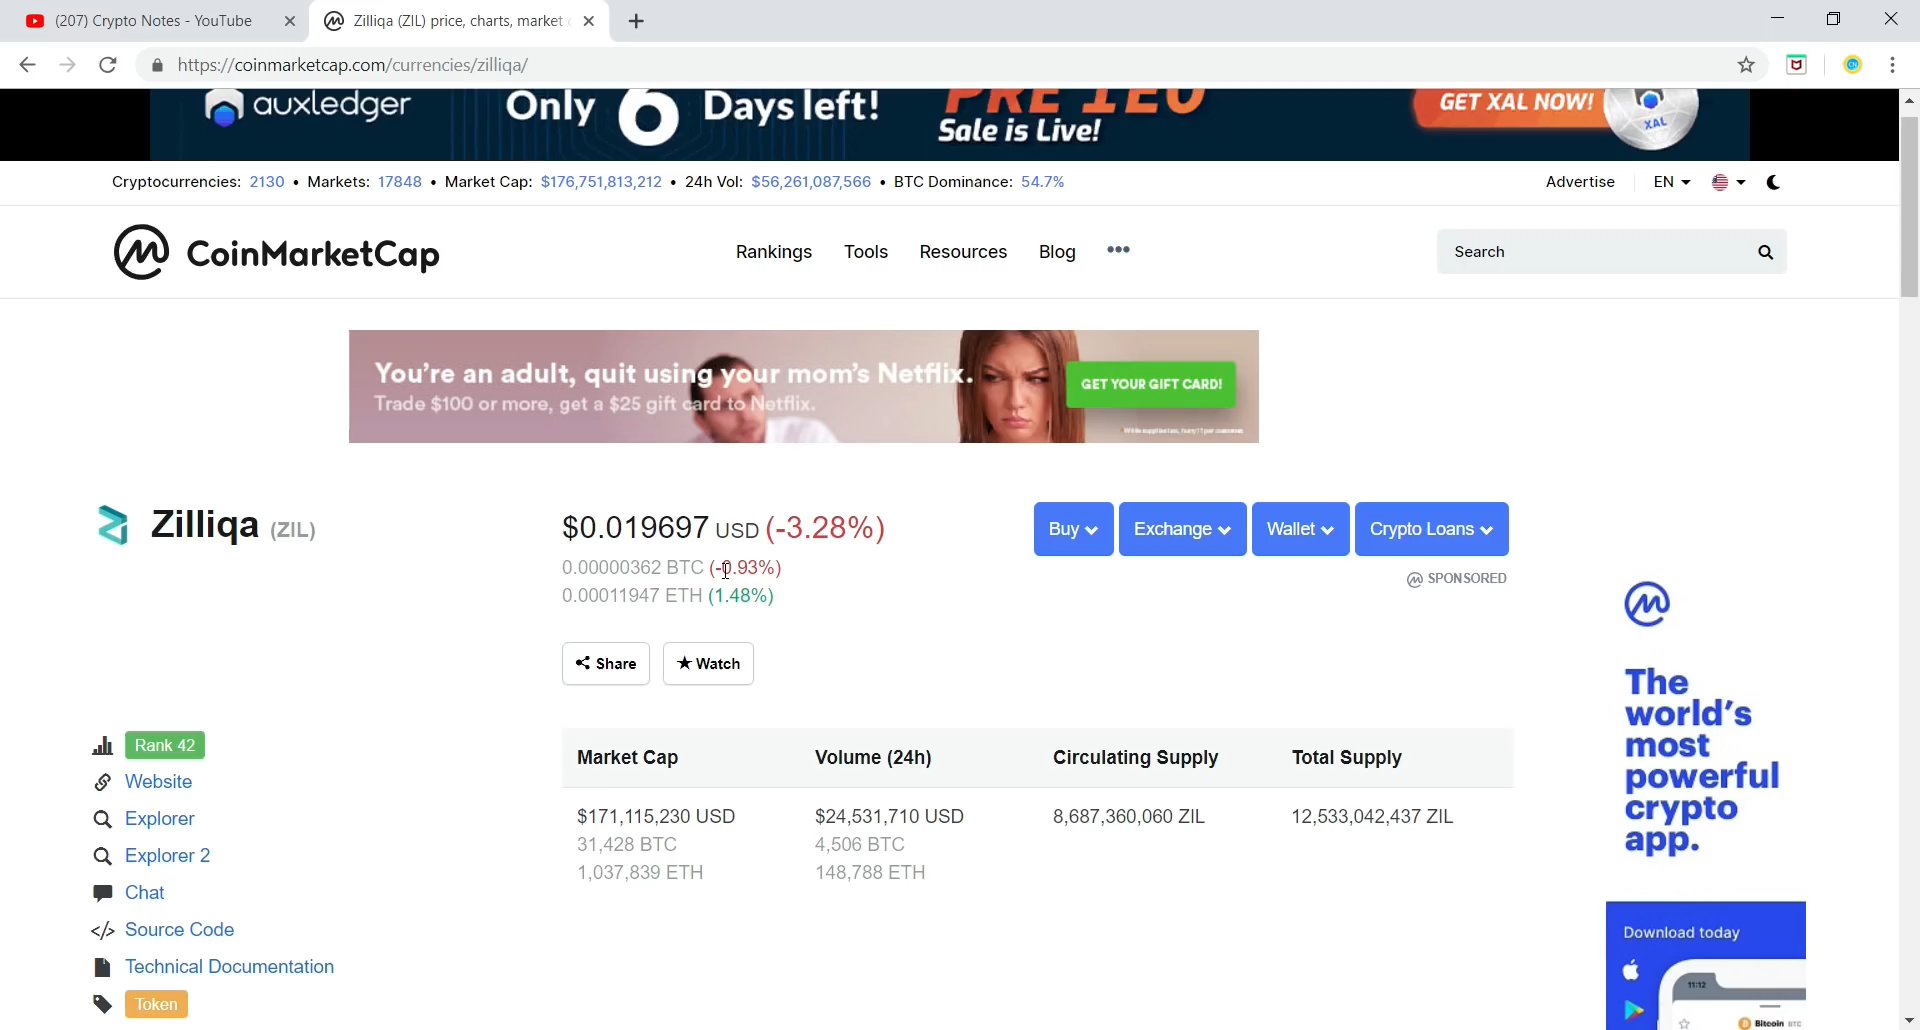 (207) Crypto Notes - YouTube
Zilliqa (ZIL) price, charts, market
https://coinmarketcap.com/currencies/zilliqa/
auxledger
Only 6 Days left!
PRE IEO
Sale is Live!
GET XAL NOW!
XAL
Cryptocurrencies: 2130 • Markets: 17848 • Market Cap: $176,751,813,212 • 24h Vol: $56,261,087,566 • BTC Dominance: 54.7%
Advertise
EN
CoinMarketCap
Rankings
Tools
Resources
Blog
Search
You're an adult, quit using your mom's Netflix.
Trade $100 or more, get a $25 gift card to Netflix.
GET YOUR GIFT CARD!
Zilliqa (ZIL)
$0.019697 USD (-3.28%)
0.00000362 BTC (-0.93%)
0.00011947 ETH (1.48%)
Buy
Exchange
Wallet
Crypto Loans
SPONSORED
Share
Watch
Rank 42
Website
Explorer
Explorer 2
Chat
Source Code
Technical Documentation
Token
Market Cap
Volume (24h)
Circulating Supply
Total Supply
$171,115,230 USD
$24,531,710 USD
8,687,360,060 ZIL
12,533,042,437 ZIL
31,428 BTC
4,506 BTC
1,037,839 ETH
148,788 ETH
The
world's
most
powerful
crypto
app.
Download today
11:12
Bitcoin BTC